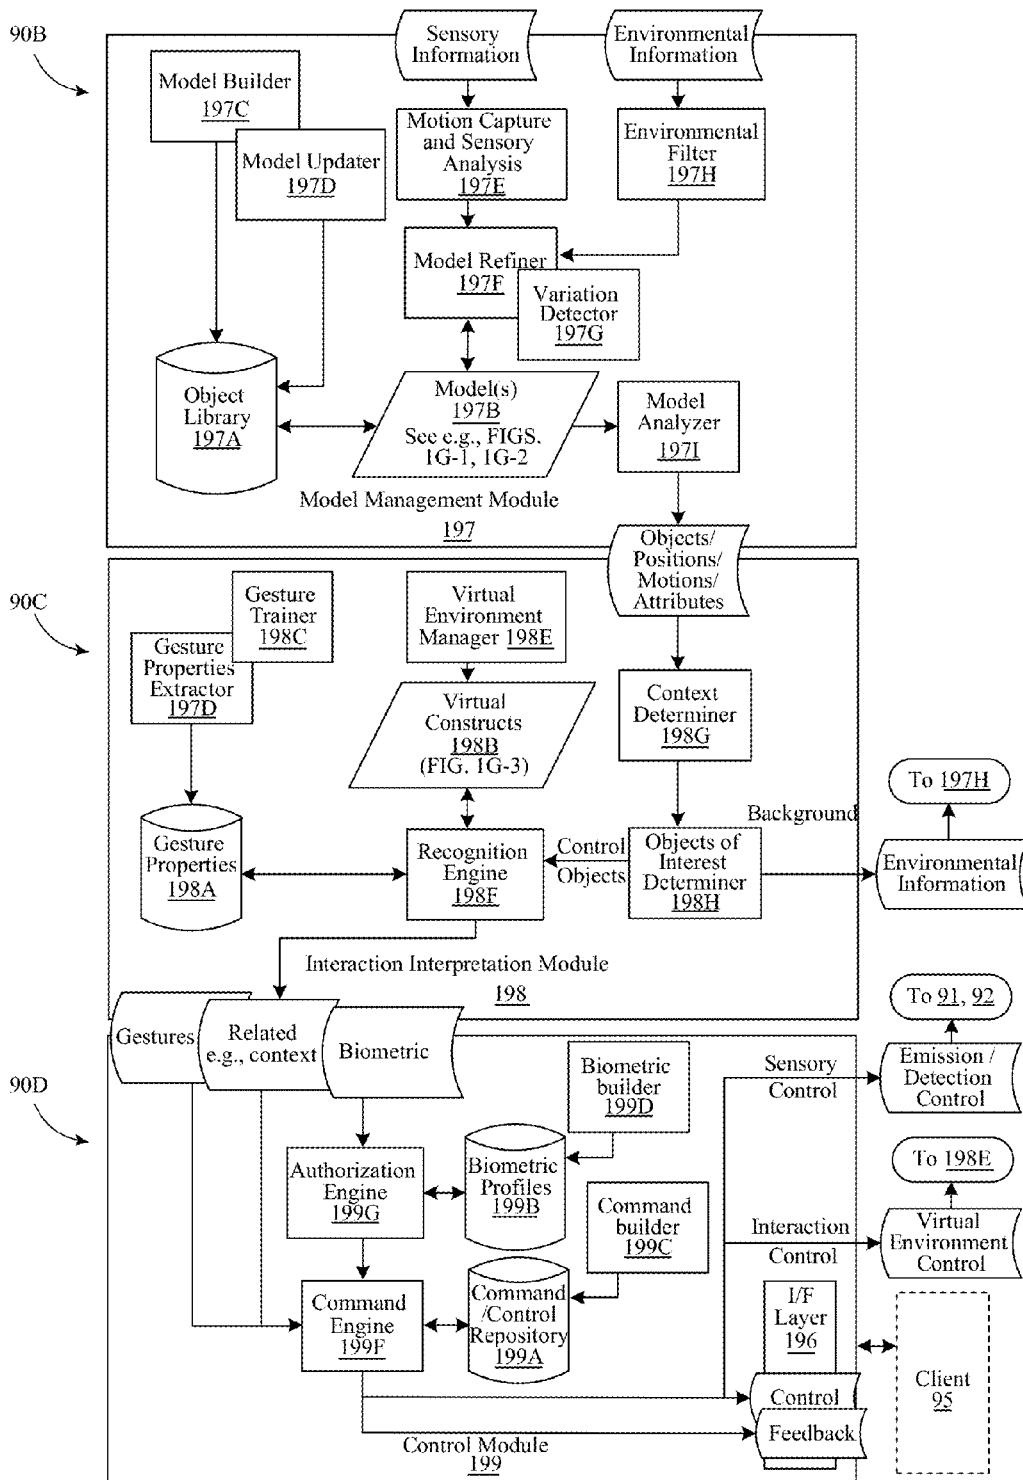 90B
Sensory
Information
Environmental
Information
Model Builder
197C
Model Updater
197D
Motion Capture
and Sensory
Analysis
197E
Environmental
Filter
197H
Model Refiner
197F
Variation
Detector
197G
Object
Library
197A
Model(s)
197B
See e.g., FIGS.
1G-1, 1G-2
Model
Analyzer
197I
Model Management Module
197
Objects/
Positions/
Motions/
Attributes
90C
Gesture
Trainer
198C
Gesture
Properties
Extractor
197D
Virtual
Environment
Manager 198E
Virtual
Constructs
198B
(FIG. 1G-3)
Context
Determiner
198G
Background
To 197H
Gesture
Properties
198A
Recognition
Engine
198F
Control
Objects
Objects of
Interest
Determiner
198H
Environmental
Information
Interaction Interpretation Module
198
Gestures
Related
e.g., context
Biometric
To 91, 92
90D
Biometric
builder
199D
Sensory
Control
Emission /
Detection
Control
Authorization
Engine
199G
Biometric
Profiles
199B
Command
builder
199C
To 198E
Interaction
Control
Virtual
Environment
Control
Command
Engine
199F
Command
/Control
Repository
199A
I/F
Layer
196
Client
95
Control
Feedback
Control Module
199